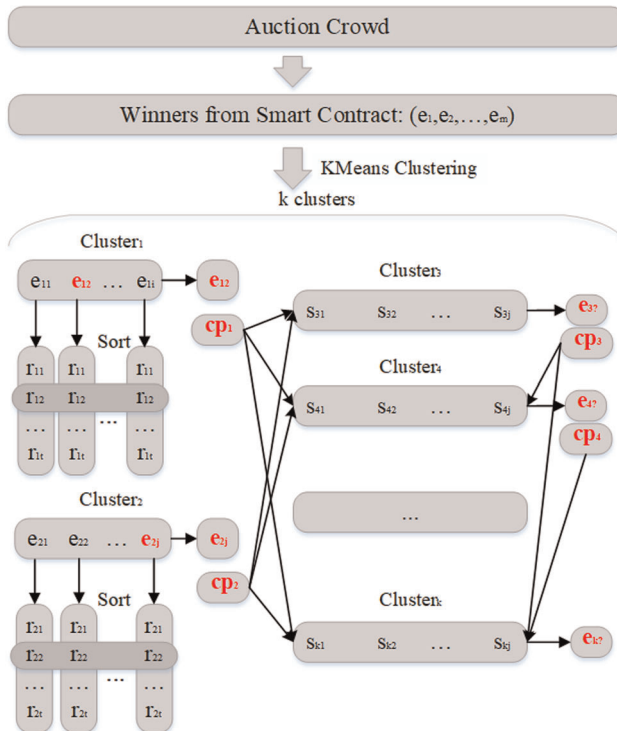 Auction Crowd
Winners from Smart Contract: (e₁,e₂,…,eₘ)
KMeans Clustering
k clusters
Cluster₁
e₁₁ e₁₂ … e₁ₜ
e₁₂
cp₁
Sort
r₁₁ r₁₁ r₁₁
r₁₂ r₁₂ r₁₂
… … … …
r₁ₜ r₁ₜ r₁ₜ
Cluster₂
e₂₁ e₂₂ … e₂ⱼ
e₂ⱼ
cp₂
Sort
r₂₁ r₂₁ r₂₁
r₂₂ r₂₂ r₂₂
… … … …
r₂ₜ r₂ₜ r₂ₜ
Cluster₃
s₃₁ s₃₂ … s₃ⱼ
e₃?
cp₃
Cluster₄
s₄₁ s₄₂ … s₄ⱼ
e₄?
cp₄
…
Clusterₖ
sₖ₁ sₖ₂ … sₖⱼ
eₖ?